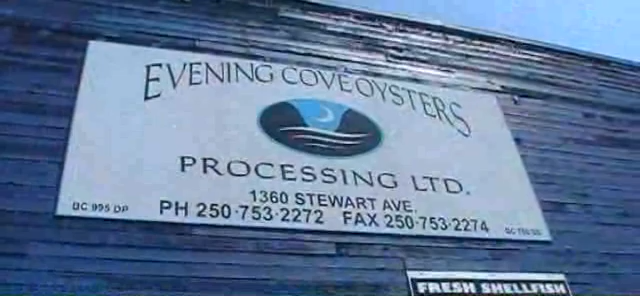 EVENING COVE OYSTERS
PROCESSING LTD.
1360 STEWART AVE.
PH 250·753·2272 FAX 250·753·2274
BC 995 DP
FRESH SHELLFISH